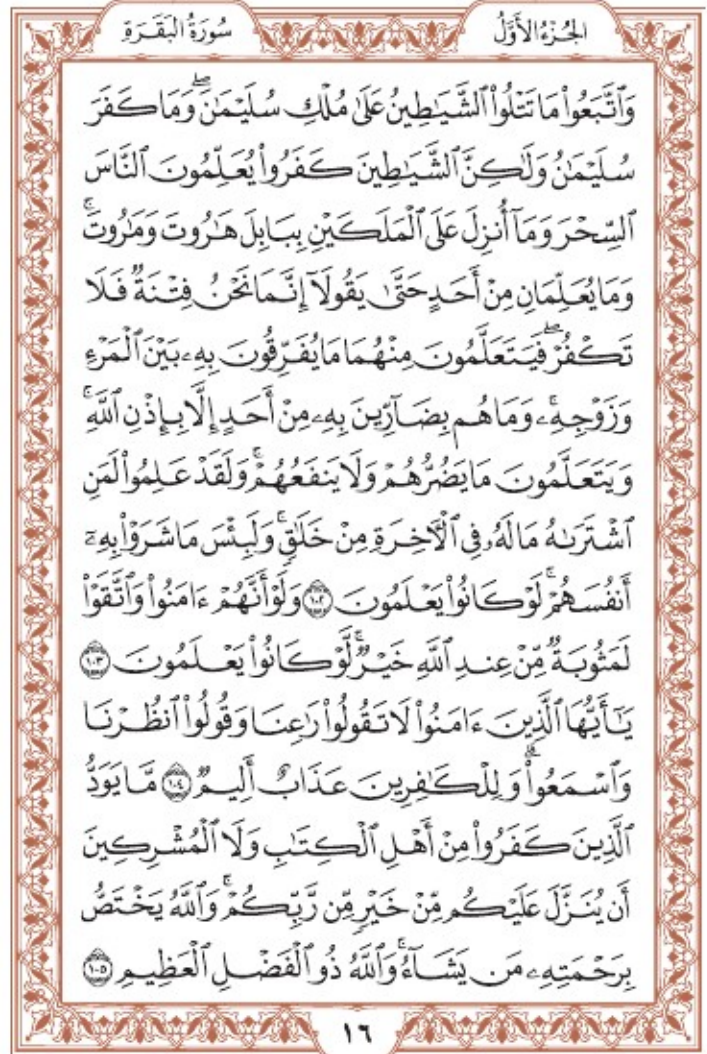 الجُزْءُ الأَوَّلُ
سُورَةُ البَقَرَةِ
وَٱتَّبَعُوا۟ مَا تَتْلُوا۟ ٱلشَّيَٰطِينُ عَلَىٰ مُلْكِ سُلَيْمَٰنَۖ وَمَا كَفَرَ
سُلَيْمَٰنُ وَلَٰكِنَّ ٱلشَّيَٰطِينَ كَفَرُوا۟ يُعَلِّمُونَ ٱلنَّاسَ
ٱلسِّحْرَ وَمَآ أُنزِلَ عَلَى ٱلْمَلَكَيْنِ بِبَابِلَ هَٰرُوتَ وَمَٰرُوتَۚ
وَمَا يُعَلِّمَانِ مِنْ أَحَدٍ حَتَّىٰ يَقُولَآ إِنَّمَا نَحْنُ فِتْنَةٌ فَلَا
تَكْفُرْۖ فَيَتَعَلَّمُونَ مِنْهُمَا مَا يُفَرِّقُونَ بِهِۦ بَيْنَ ٱلْمَرْءِ
وَزَوْجِهِۦۚ وَمَا هُم بِضَآرِّينَ بِهِۦ مِنْ أَحَدٍ إِلَّا بِإِذْنِ ٱللَّهِۚ
وَيَتَعَلَّمُونَ مَا يَضُرُّهُمْ وَلَا يَنفَعُهُمْۚ وَلَقَدْ عَلِمُوا۟ لَمَنِ
ٱشْتَرَىٰهُ مَا لَهُۥ فِى ٱلْءَاخِرَةِ مِنْ خَلَٰقٍۚ وَلَبِئْسَ مَا شَرَوْا۟ بِهِۦٓ
أَنفُسَهُمْۚ لَوْ كَانُوا۟ يَعْلَمُونَ ١٠٢ وَلَوْ أَنَّهُمْ ءَامَنُوا۟ وَٱتَّقَوْا۟
لَمَثُوبَةٌ مِّنْ عِندِ ٱللَّهِ خَيْرٌۚ لَّوْ كَانُوا۟ يَعْلَمُونَ ١٠٣
يَٰٓأَيُّهَا ٱلَّذِينَ ءَامَنُوا۟ لَا تَقُولُوا۟ رَٰعِنَا وَقُولُوا۟ ٱنظُرْنَا
وَٱسْمَعُوا۟ۗ وَلِلْكَٰفِرِينَ عَذَابٌ أَلِيمٌ ١٠٤ مَّا يَوَدُّ
ٱلَّذِينَ كَفَرُوا۟ مِنْ أَهْلِ ٱلْكِتَٰبِ وَلَا ٱلْمُشْرِكِينَ
أَن يُنَزَّلَ عَلَيْكُم مِّنْ خَيْرٍ مِّن رَّبِّكُمْۗ وَٱللَّهُ يَخْتَصُّ
بِرَحْمَتِهِۦ مَن يَشَآءُۚ وَٱللَّهُ ذُو ٱلْفَضْلِ ٱلْعَظِيمِ ١٠٥
١٦